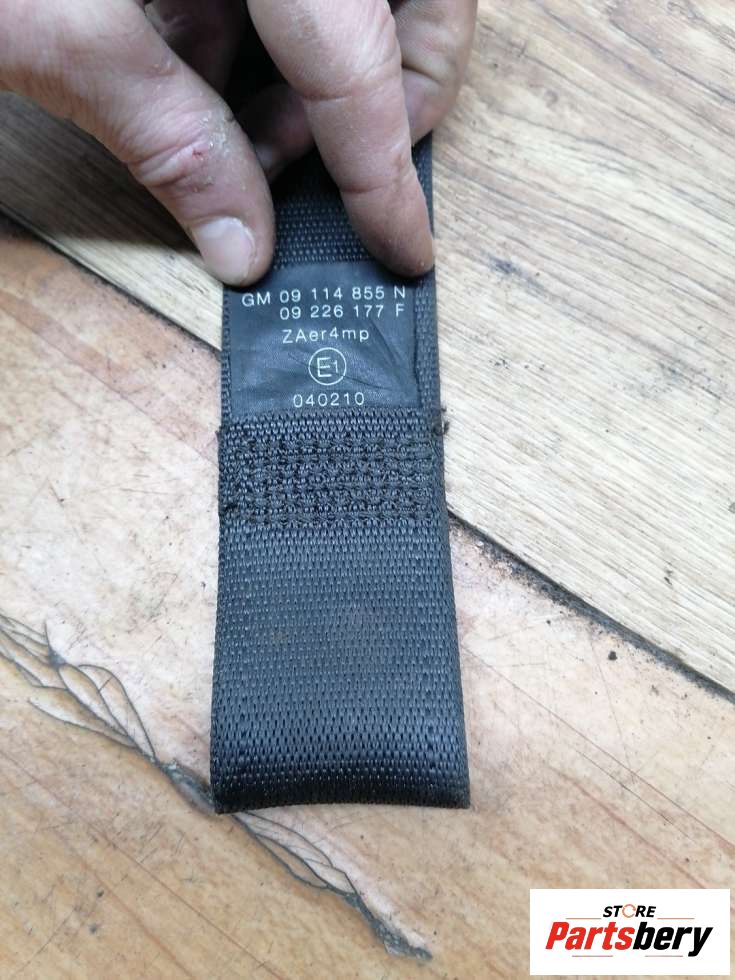 GM 09 114 855 N
09 226 177 F
ZAer4mp
E1
040210
STORE
Partsbery